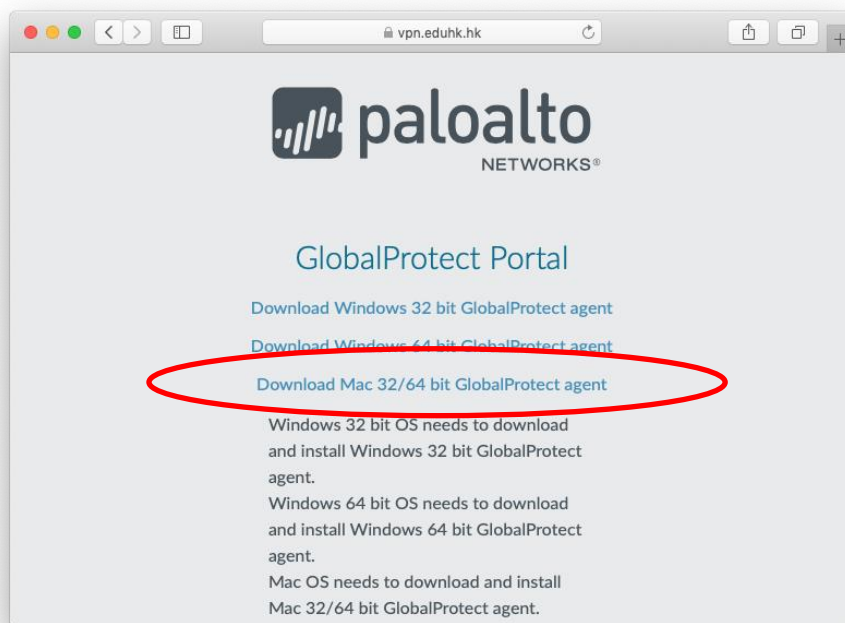 vpn.eduhk.hk
paloalto
NETWORKS®
GlobalProtect Portal
Download Windows 32 bit GlobalProtect agent
Download Windows 64 bit GlobalProtect agent
Download Mac 32/64 bit GlobalProtect agent
Windows 32 bit OS needs to download
and install Windows 32 bit GlobalProtect
agent.
Windows 64 bit OS needs to download
and install Windows 64 bit GlobalProtect
agent.
Mac OS needs to download and install
Mac 32/64 bit GlobalProtect agent.